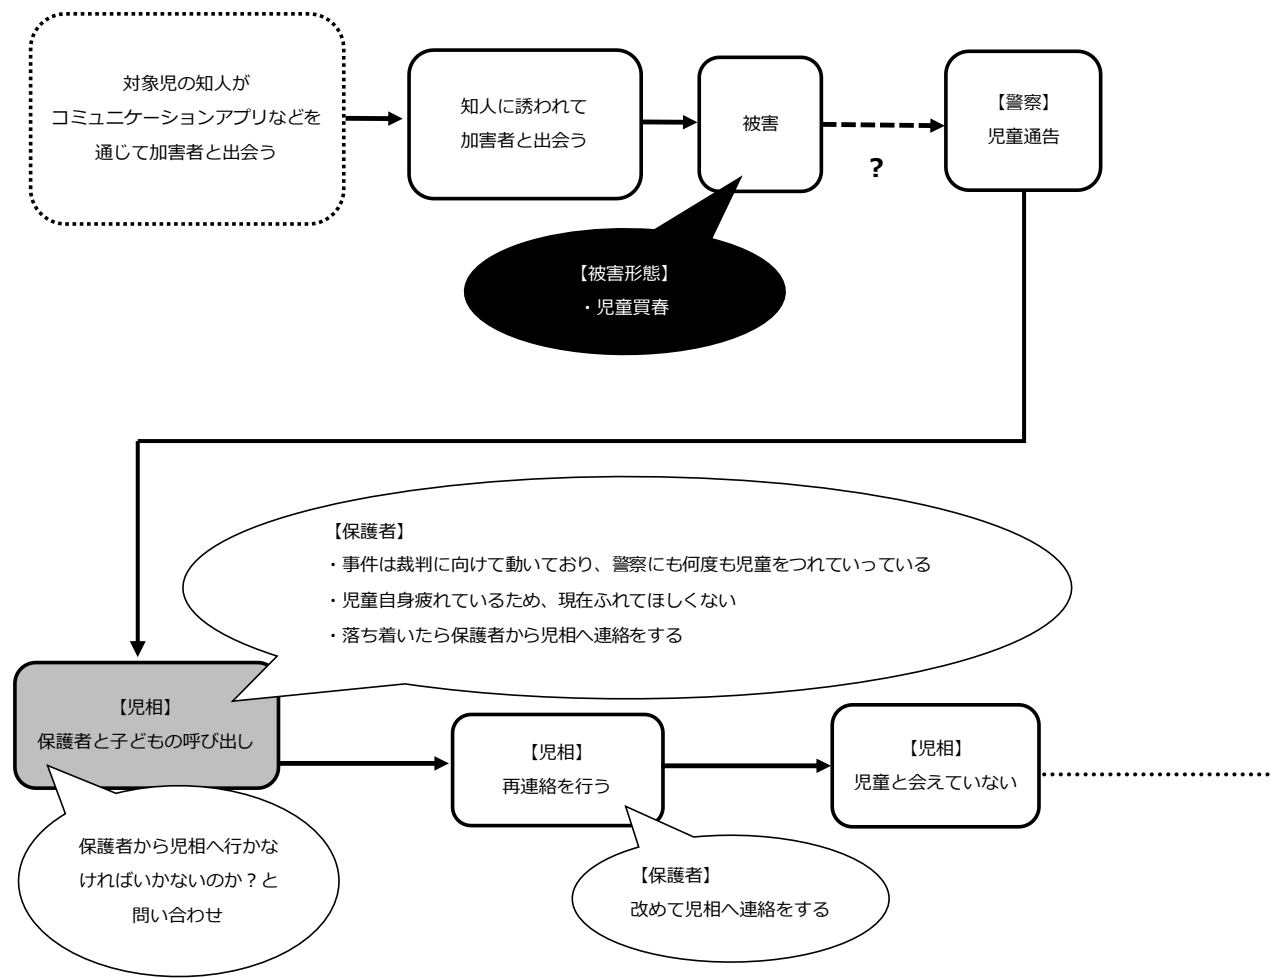 対象児の知人が
コミュニケーションアプリなどを
通じて加害者と出会う
知人に誘われて
加害者と出会う
被害
?
【警察】
児童通告
【被害形態】
・児童買春
【保護者】
・事件は裁判に向けて動いており、警察にも何度も児童をつれていっている
・児童自身疲れているため、現在ふれてほしくない
・落ち着いたら保護者から児相へ連絡をする
【児相】
保護者と子どもの呼び出し
保護者から児相へ行かな
ければいかないのか？と
問い合わせ
【児相】
再連絡を行う
【保護者】
改めて児相へ連絡をする
【児相】
児童と会えていない